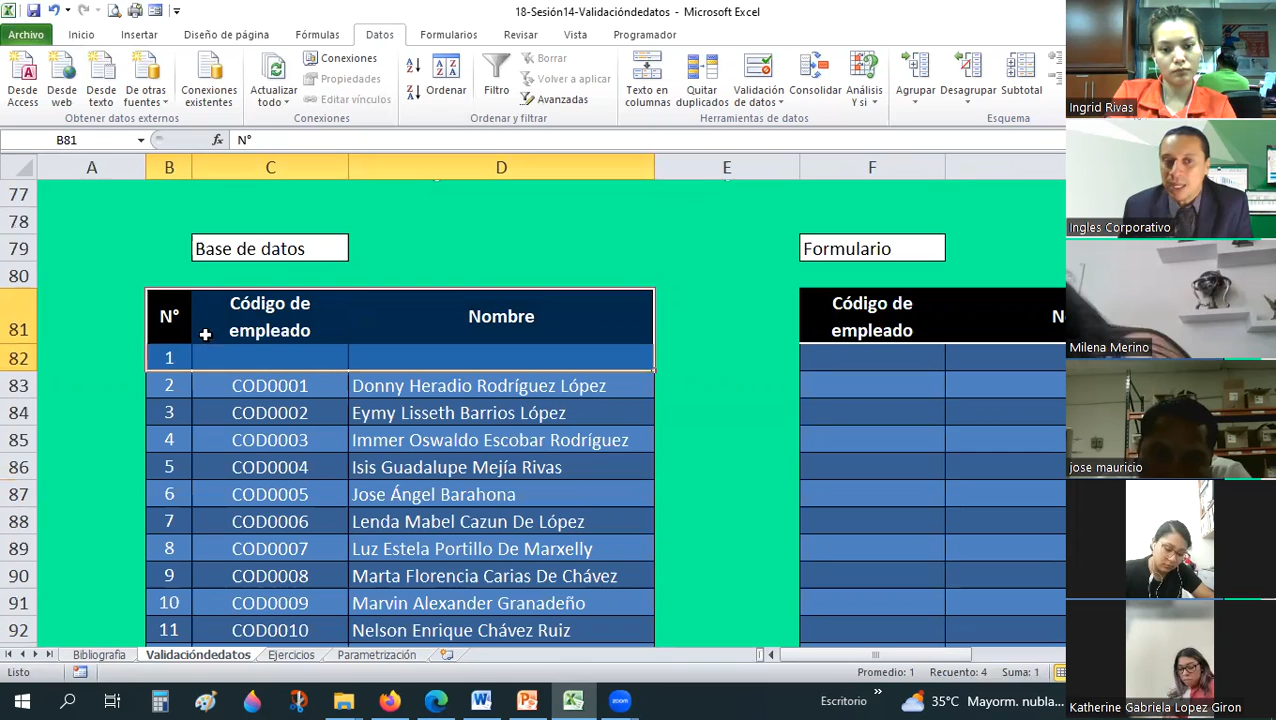 18-Sesión14-Validacióndedatos - Microsoft Excel
Archivo Inicio Insertar Diseño de página Fórmulas Datos Formularios Revisar Vista Programador
Desde Access
Desde web
Desde texto
De otras fuentes
Conexiones existentes
Obtener datos externos
Actualizar todo
Conexiones
Propiedades
Editar vínculos
Conexiones
Ordenar
Filtro
Borrar
Volver a aplicar
Avanzadas
Ordenar y filtrar
Texto en columnas
Quitar duplicados
Validación de datos
Consolidar
Análisis Y si
Herramientas de datos
Agrupar
Desagrupar
Subtotal
Esquema
B81 fx N°
A B C D E F
77
78
79 Base de datos Formulario
80
81 N° Código de empleado Nombre Código de empleado
82 1
83 2 COD0001 Donny Heradio Rodríguez López
84 3 COD0002 Eymy Lisseth Barrios López
85 4 COD0003 Immer Oswaldo Escobar Rodríguez
86 5 COD0004 Isis Guadalupe Mejía Rivas
87 6 COD0005 Jose Ángel Barahona
88 7 COD0006 Lenda Mabel Cazun De López
89 8 COD0007 Luz Estela Portillo De Marxelly
90 9 COD0008 Marta Florencia Carias De Chávez
91 10 COD0009 Marvin Alexander Granadeño
92 11 COD0010 Nelson Enrique Chávez Ruiz
Bibliografia Validacióndedatos Ejercicios Parametrización
Listo Promedio: 1 Recuento: 4 Suma: 1
Escritorio » 35°C Mayorm. nubla...
Ingrid Rivas
Ingles Corporativo
Milena Merino
jose mauricio
Katherine Gabriela Lopez Giron